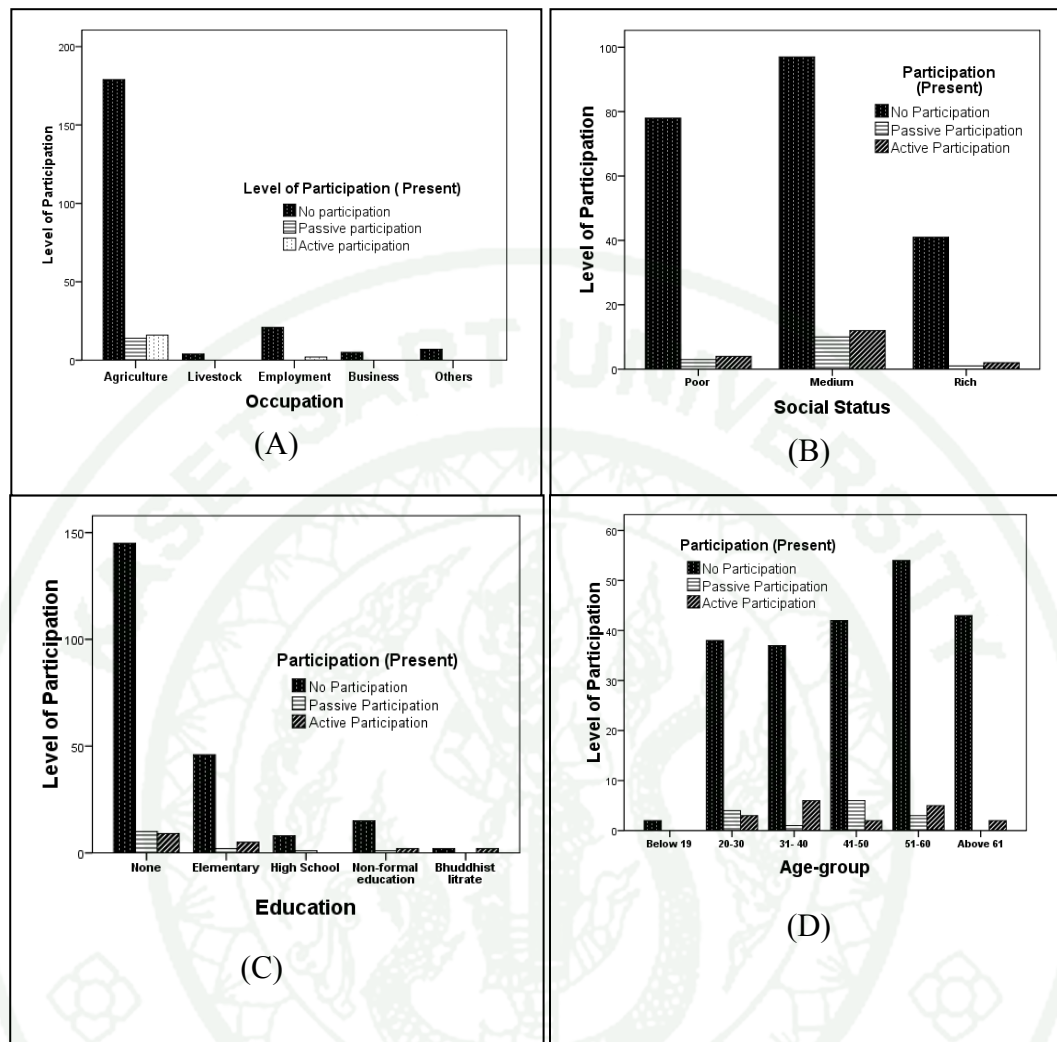 200
150
100
50
0
Level of Participation
Level of Participation ( Present)
No participation
Passive participation
Active participation
Agriculture
Livestock
Employment
Business
Others
Occupation
(A)
100
80
60
40
20
0
Level of Participation
Participation
(Present)
No Participation
Passive Participation
Active Participation
Poor
Medium
Rich
Social Status
(B)
150
100
50
0
Level of Participation
Participation (Present)
No Participation
Passive Participation
Active Participation
None
Elementary
High School
Non-formal
education
Bhuddhist
litrate
Education
(C)
60
50
40
30
20
10
0
Level of Participation
Participation (Present)
No Participation
Passive Participation
Active Participation
Below 19
20-30
31- 40
41-50
51-60
Above 61
Age-group
(D)
KASETSART UNIVERSITY